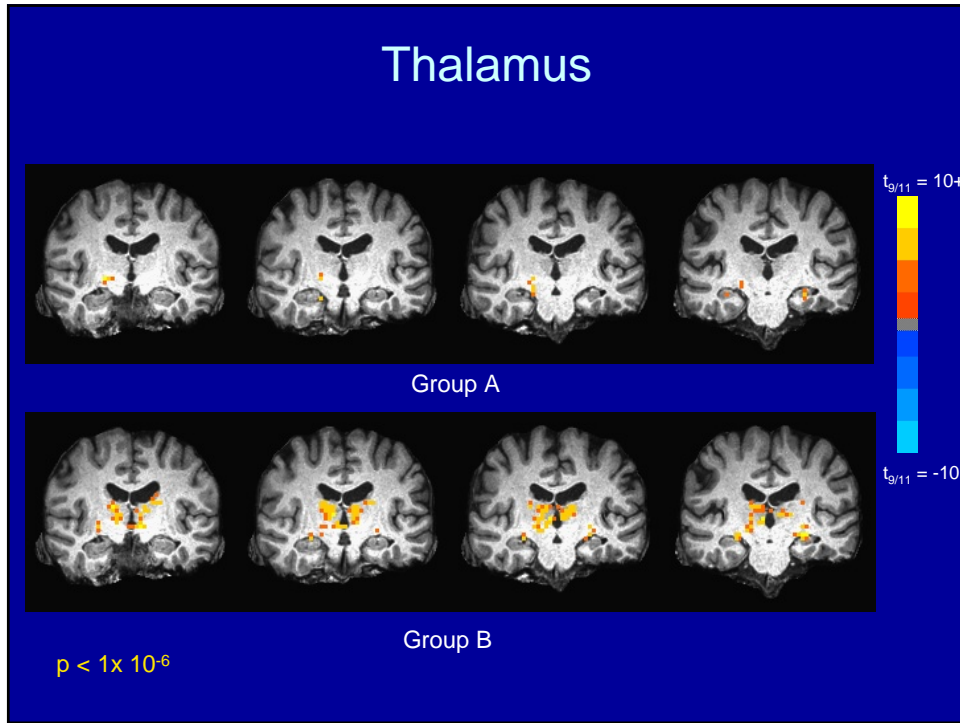 Thalamus
t9/11 = 10+
Group A
t9/11 = -10
Group B
p < 1x 10-6